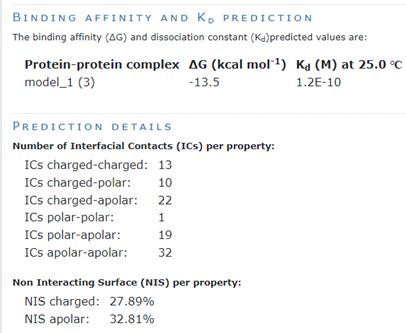 BINDING AFFINITY AND KD PREDICTION
The binding affinity (ΔG) and dissociation constant (Kd)predicted values are:
Protein-protein complex ΔG (kcal mol⁻¹) Kd (M) at 25.0 ℃
model_1 (3) -13.5 1.2E-10
PREDICTION DETAILS
Number of Interfacial Contacts (ICs) per property:
ICs charged-charged: 13
ICs charged-polar: 10
ICs charged-apolar: 22
ICs polar-polar: 1
ICs polar-apolar: 19
ICs apolar-apolar: 32
Non Interacting Surface (NIS) per property:
NIS charged: 27.89%
NIS apolar: 32.81%